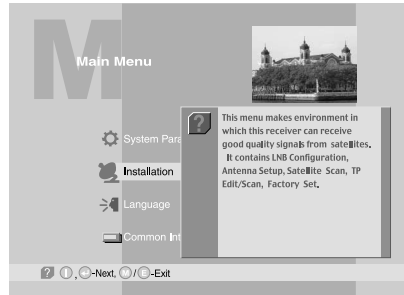 M
Main Menu
System Para
Installation
Language
Common Int
?
This menu makes environment in
which this receiver can receive
good quality signals from satellites.
It contains LNB Configuration,
Antenna Setup, Satellite Scan, TP
Edit/Scan, Factory Set.
? , -Next, / -Exit